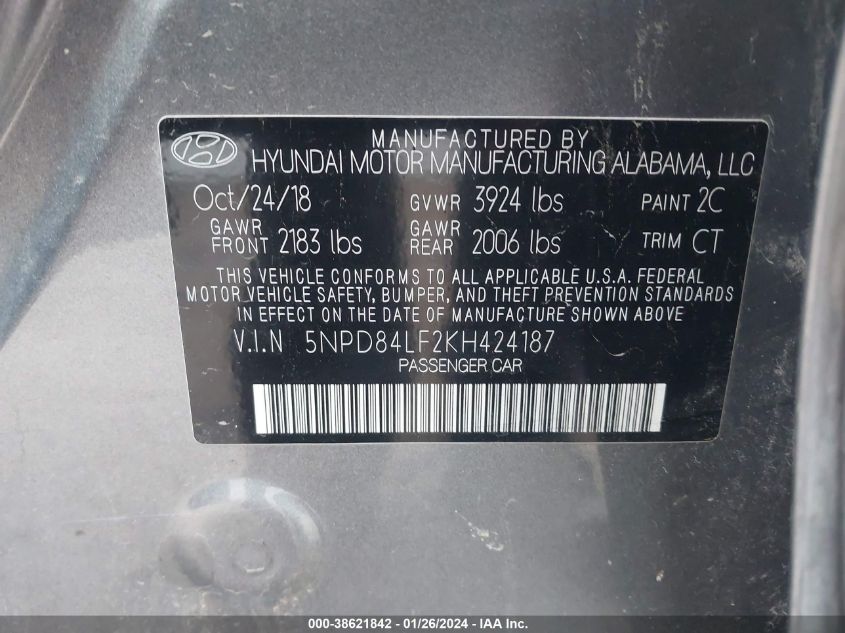 MANUFACTURED BY
HYUNDAI MOTOR MANUFACTURING ALABAMA, LLC
Oct/24/18 GVWR 3924 lbs PAINT 2C
GAWR FRONT 2183 lbs GAWR REAR 2006 lbs TRIM CT
THIS VEHICLE CONFORMS TO ALL APPLICABLE U.S.A. FEDERAL
MOTOR VEHICLE SAFETY, BUMPER, AND THEFT PREVENTION STANDARDS
IN EFFECT ON THE DATE OF MANUFACTURE SHOWN ABOVE
V.I.N 5NPD84LF2KH424187
PASSENGER CAR
000-38621842 - 01/26/2024 - IAA Inc.